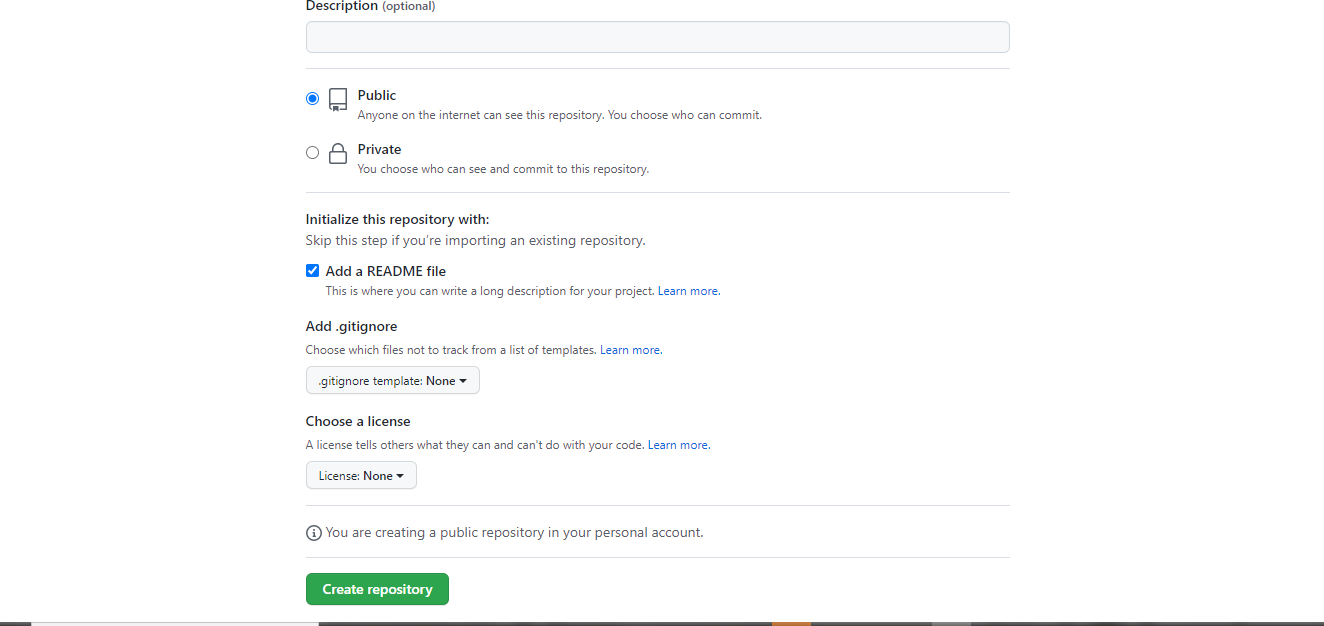 Description (optional)
Public
Anyone on the internet can see this repository. You choose who can commit.
Private
You choose who can see and commit to this repository.
Initialize this repository with:
Skip this step if you’re importing an existing repository.
Add a README file
This is where you can write a long description for your project. Learn more.
Add .gitignore
Choose which files not to track from a list of templates. Learn more.
.gitignore template: None
Choose a license
A license tells others what they can and can't do with your code. Learn more.
License: None
You are creating a public repository in your personal account.
Create repository